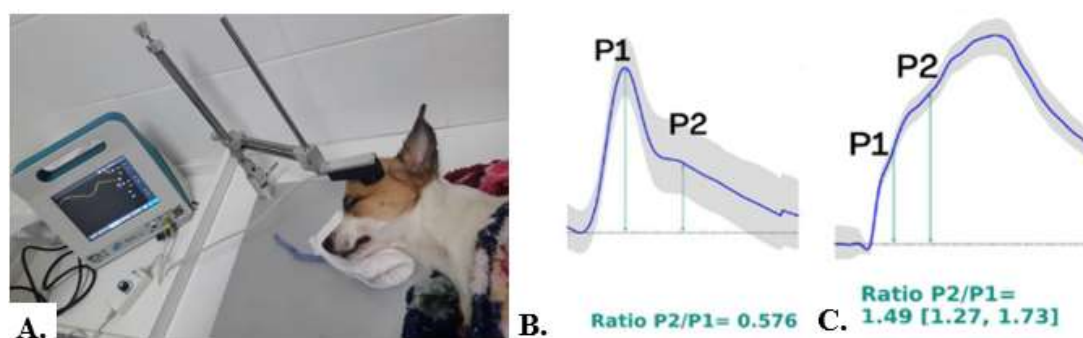 A.
P1
P2
Ratio P2/P1= 0.576
B.
P1
P2
Ratio P2/P1=
1.49 [1.27, 1.73]
C.